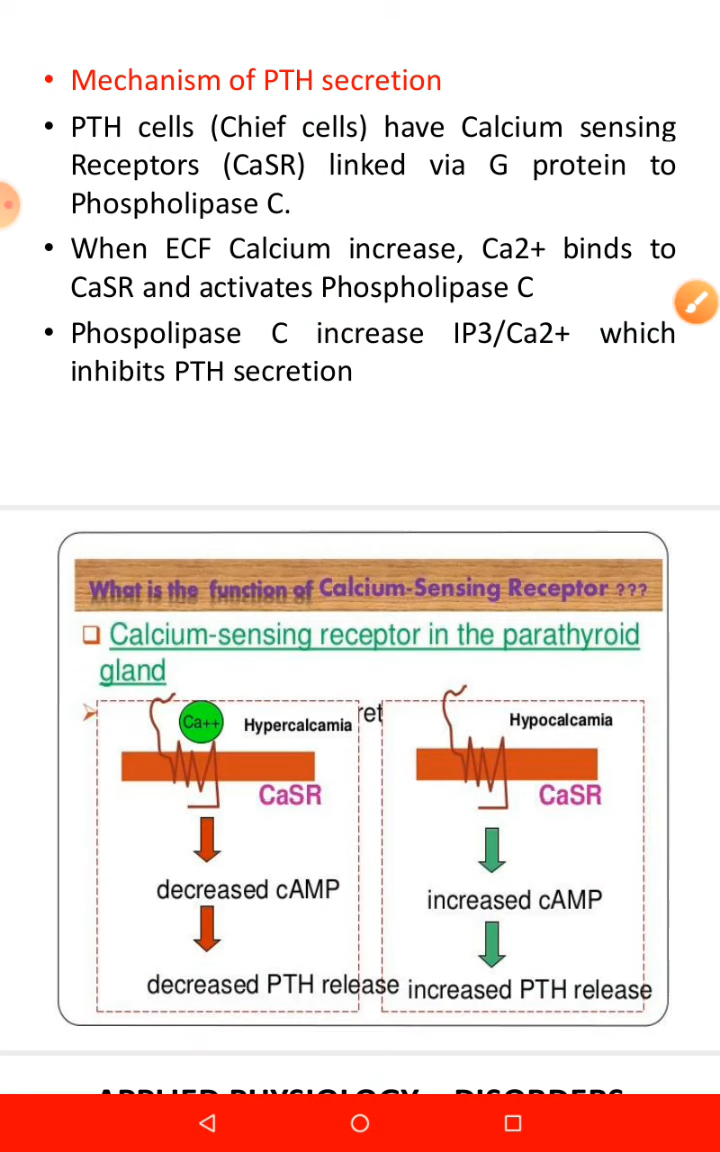 • Mechanism of PTH secretion
• PTH cells (Chief cells) have Calcium sensing
Receptors (CaSR) linked via G protein to
Phospholipase C.
• When ECF Calcium increase, Ca2+ binds to
CaSR and activates Phospholipase C
• Phospolipase C increase IP3/Ca2+ which
inhibits PTH secretion
What is the function of Calcium-Sensing Receptor ???
Calcium-sensing receptor in the parathyroid
gland
Ca++
Hypercalcamia
CaSR
decreased cAMP
decreased PTH release
Hypocalcamia
CaSR
increased cAMP
increased PTH release
APPLIED PHYSIOLOGY – DISORDERS